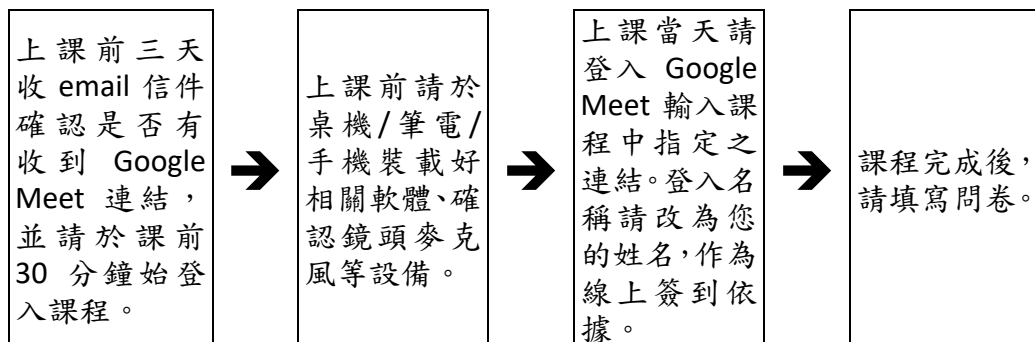 上課前三天
收 email 信件
確認是否有
收到 Google
Meet 連結，
並請於課前
30 分鐘始登
入課程。
上課前請於
桌機/筆電/
手機裝載好
相關軟體、確
認鏡頭麥克
風等設備。
上課當天請
登入 Google
Meet 輸入課
程中指定之
連結。登入名
稱請改為您
的姓名，作為
線上簽到依
據。
課程完成後，
請填寫問卷。